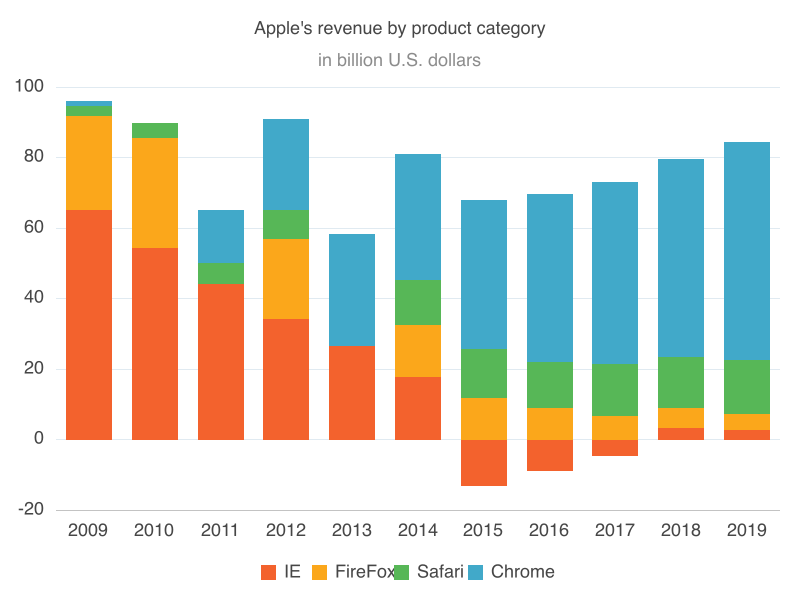 Apple's revenue by product category
in billion U.S. dollars
100
80
60
40
20
0
-20
2009 2010 2011 2012 2013 2014 2015 2016 2017 2018 2019
IE FireFox Safari Chrome